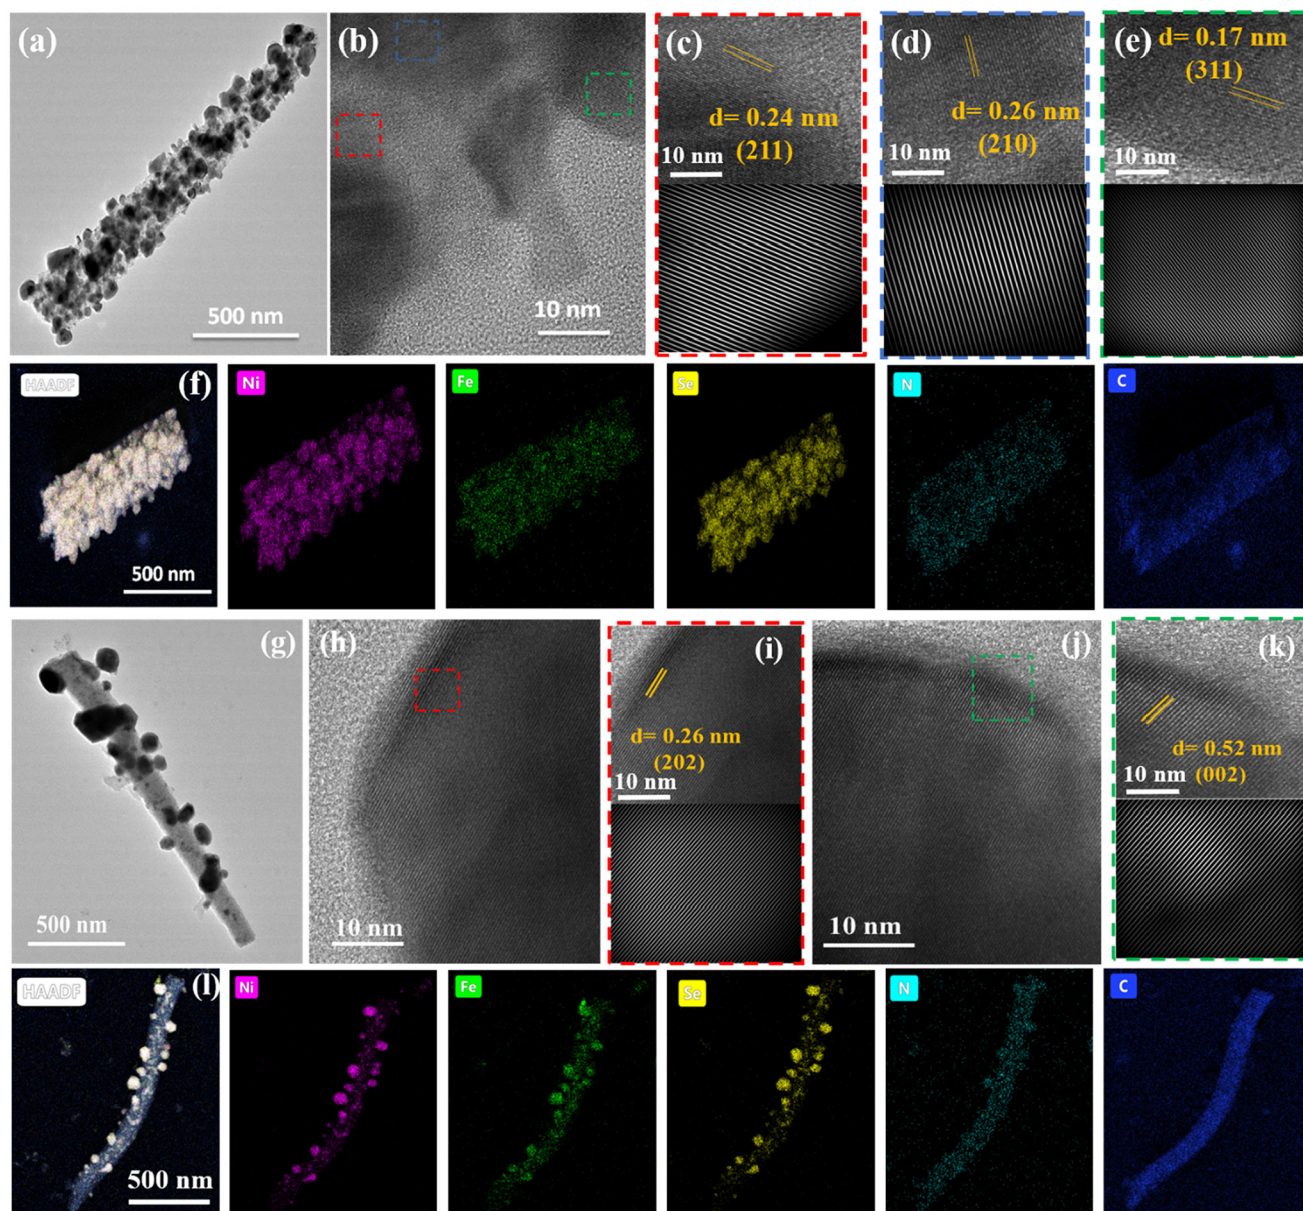 (a)
500 nm
(b)
10 nm
(c)
d= 0.24 nm
(211)
10 nm
(d)
d= 0.26 nm
(210)
10 nm
(e)
d= 0.17 nm
(311)
10 nm
HAADF
(f)
500 nm
Ni
Fe
Se
N
C
(g)
500 nm
(h)
10 nm
(i)
d= 0.26 nm
(202)
10 nm
(j)
10 nm
(k)
d= 0.52 nm
(002)
10 nm
HAADF
(l)
500 nm
Ni
Fe
Se
N
C